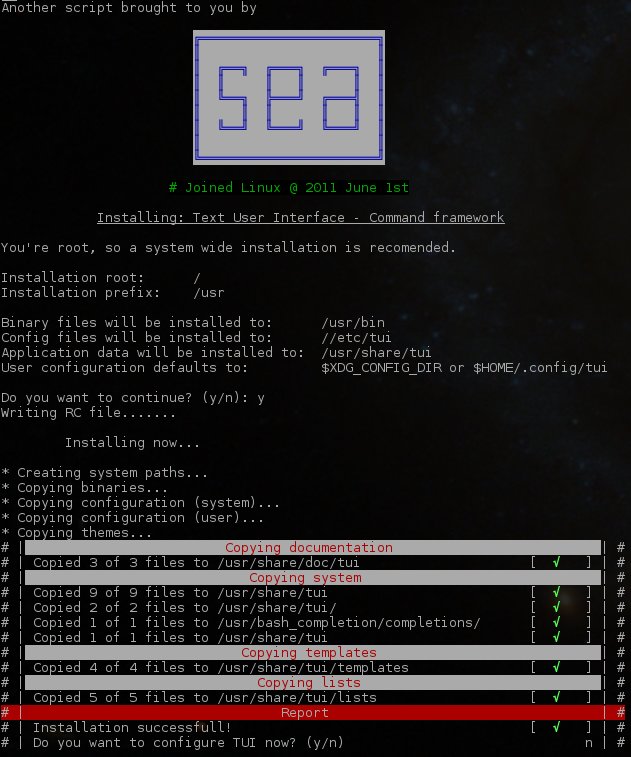 Another script brought to you by
sea
# Joined Linux @ 2011 June 1st
Installing: Text User Interface - Command framework
You're root, so a system wide installation is recomended.
Installation root:      /
Installation prefix:    /usr
Binary files will be installed to:      /usr/bin
Config files will be installed to:      //etc/tui
Application data will be installed to:  /usr/share/tui
User configuration defaults to:         $XDG_CONFIG_DIR or $HOME/.config/tui
Do you want to continue? (y/n): y
Writing RC file.......
Installing now...
* Creating system paths...
* Copying binaries...
* Copying configuration (system)...
* Copying configuration (user)...
* Copying themes...
# | Copying documentation | #
# | Copied 3 of 3 files to /usr/share/doc/tui [ √ ] | #
# | Copying system | #
# | Copied 9 of 9 files to /usr/share/tui [ √ ] | #
# | Copied 2 of 2 files to /usr/share/tui/ [ √ ] | #
# | Copied 1 of 1 files to /usr/bash_completion/completions/ [ √ ] | #
# | Copied 1 of 1 files to /usr/share/tui [ √ ] | #
# | Copying templates | #
# | Copied 4 of 4 files to /usr/share/tui/templates [ √ ] | #
# | Copying lists | #
# | Copied 5 of 5 files to /usr/share/tui/lists [ √ ] | #
# | Report | #
# | Installation successfull! [ √ ] | #
# | Do you want to configure TUI now? (y/n) n | #